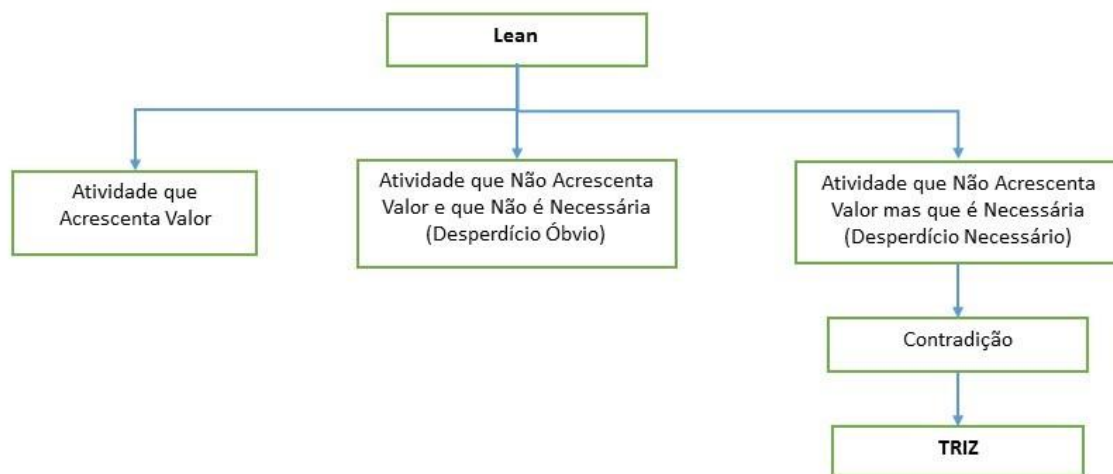 Lean
Atividade que
Acrescenta Valor
Atividade que Não Acrescenta
Valor e que Não é Necessária
(Desperdício Óbvio)
Atividade que Não Acrescenta
Valor mas que é Necessária
(Desperdício Necessário)
Contradição
TRIZ